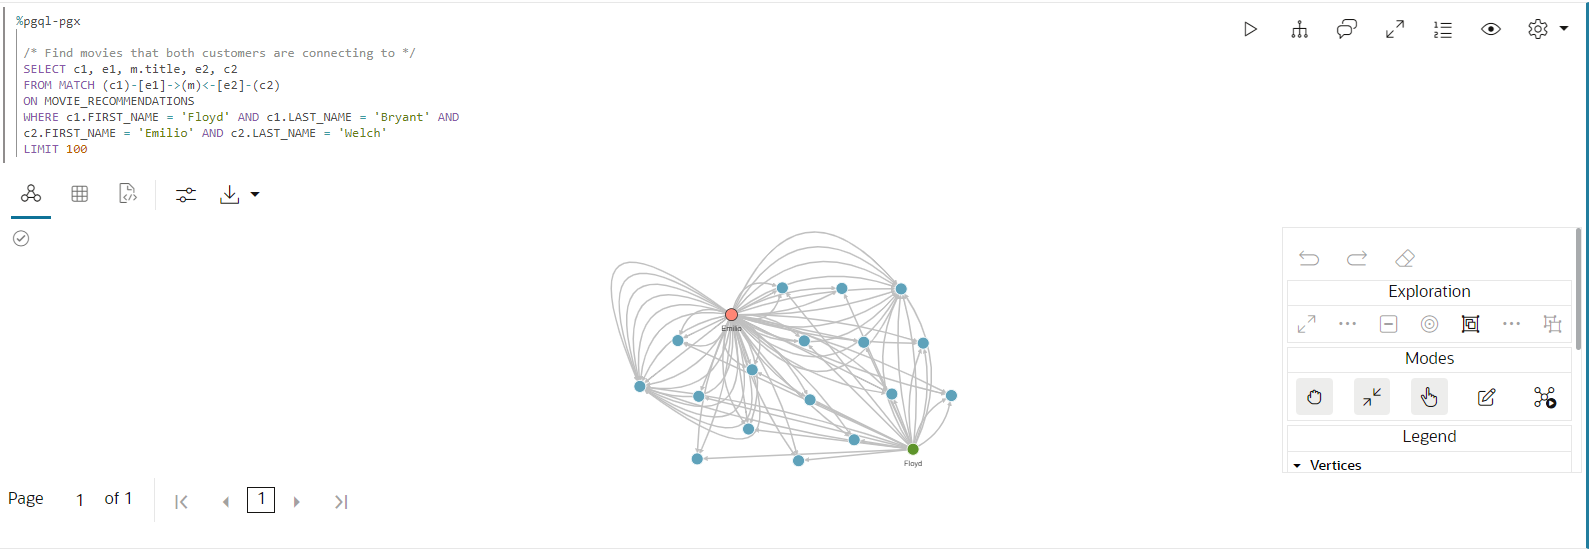 %pgql-pgx
/* Find movies that both customers are connecting to */
SELECT c1, e1, m.title, e2, c2
FROM MATCH (c1)-[e1]->(m)<-[e2]-(c2)
ON MOVIE_RECOMMENDATIONS
WHERE c1.FIRST_NAME = 'Floyd' AND c1.LAST_NAME = 'Bryant' AND
c2.FIRST_NAME = 'Emilio' AND c2.LAST_NAME = 'Welch'
LIMIT 100
Emilio
Floyd
Exploration
Modes
Legend
Vertices
Page 1 of 1 1